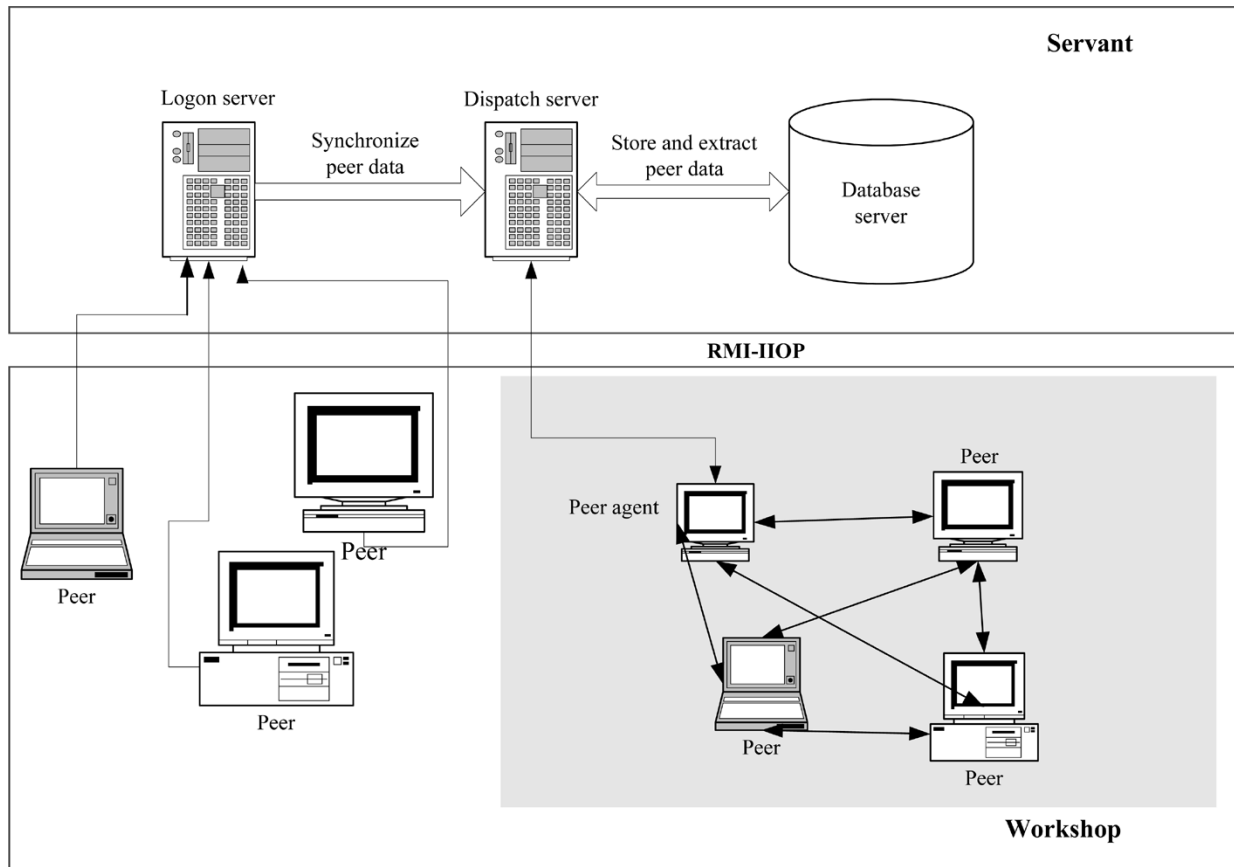 Servant
Logon server
Dispatch server
Synchronize
peer data
Store and extract
peer data
Database
server
RMI-IIOP
Peer
Peer
Peer
Peer agent
Peer
Peer
Peer
Workshop